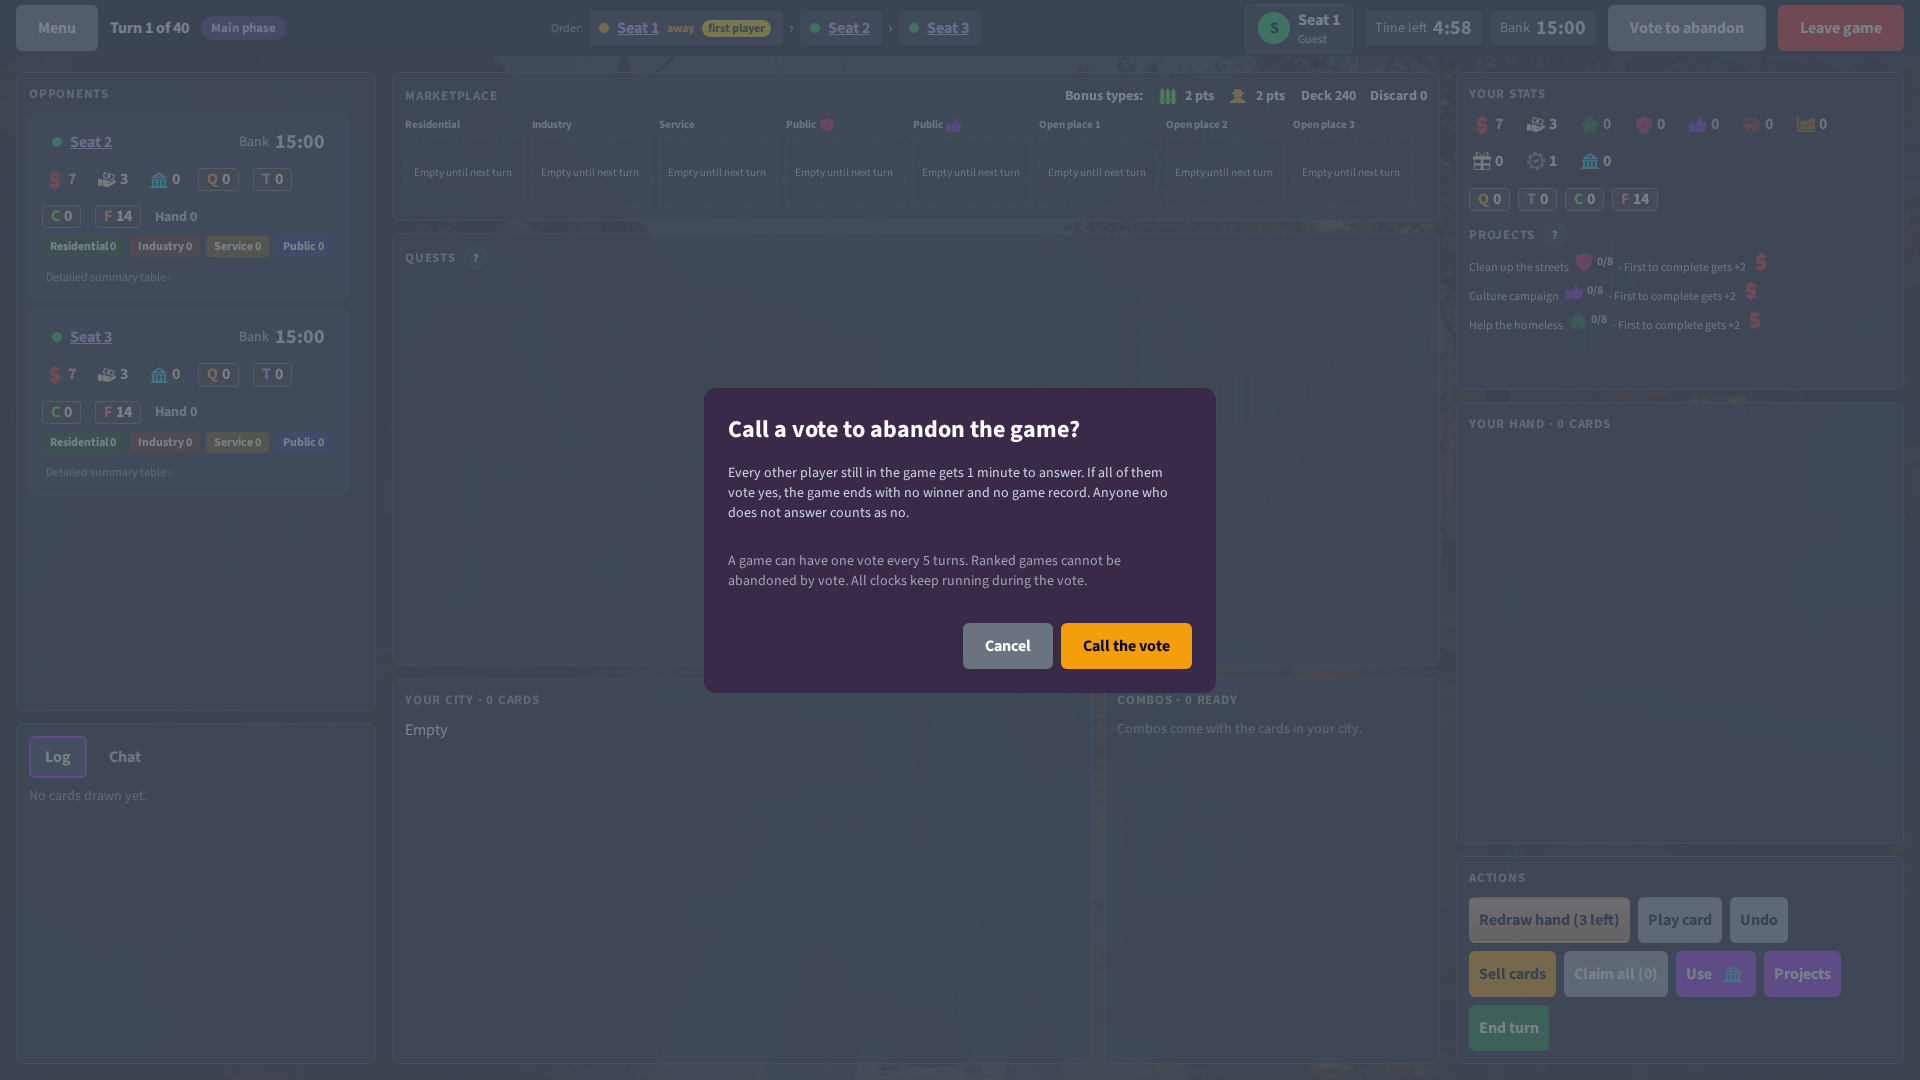 Menu
Turn 1 of 40
Main phase
Order:
Seat 1 away first player › Seat 2 › Seat 3
S
Seat 1
Guest
Time left 4:58
Bank 15:00
Vote to abandon
Leave game
OPPONENTS
Seat 2
Bank 15:00
7 3 0 Q 0 T 0
C 0 F 14 Hand 0
Residential 0 Industry 0 Service 0 Public 0
Detailed summary table ›
Seat 3
Bank 15:00
7 3 0 Q 0 T 0
C 0 F 14 Hand 0
Residential 0 Industry 0 Service 0 Public 0
Detailed summary table ›
Log
Chat
No cards drawn yet.
MARKETPLACE
Bonus types: 2 pts 2 pts Deck 240 Discard 0
Residential Industry Service Public Public Open place 1 Open place 2 Open place 3
Empty until next turn Empty until next turn Empty until next turn Empty until next turn Empty until next turn Empty until next turn Empty until next turn Empty until next turn
QUESTS ?
Call a vote to abandon the game?
Every other player still in the game gets 1 minute to answer. If all of them
vote yes, the game ends with no winner and no game record. Anyone who
does not answer counts as no.
A game can have one vote every 5 turns. Ranked games cannot be
abandoned by vote. All clocks keep running during the vote.
Cancel
Call the vote
YOUR CITY · 0 CARDS
Empty
COMBOS · 0 READY
Combos come with the cards in your city.
YOUR STATS
7 3 0 0 0 0 0
0 1 0
Q 0 T 0 C 0 F 14
PROJECTS ?
Clean up the streets 0/8 · First to complete gets +2
Culture campaign 0/8 · First to complete gets +2
Help the homeless 0/8 · First to complete gets +2
YOUR HAND · 0 CARDS
ACTIONS
Redraw hand (3 left) Play card Undo
Sell cards Claim all (0) Use Projects
End turn